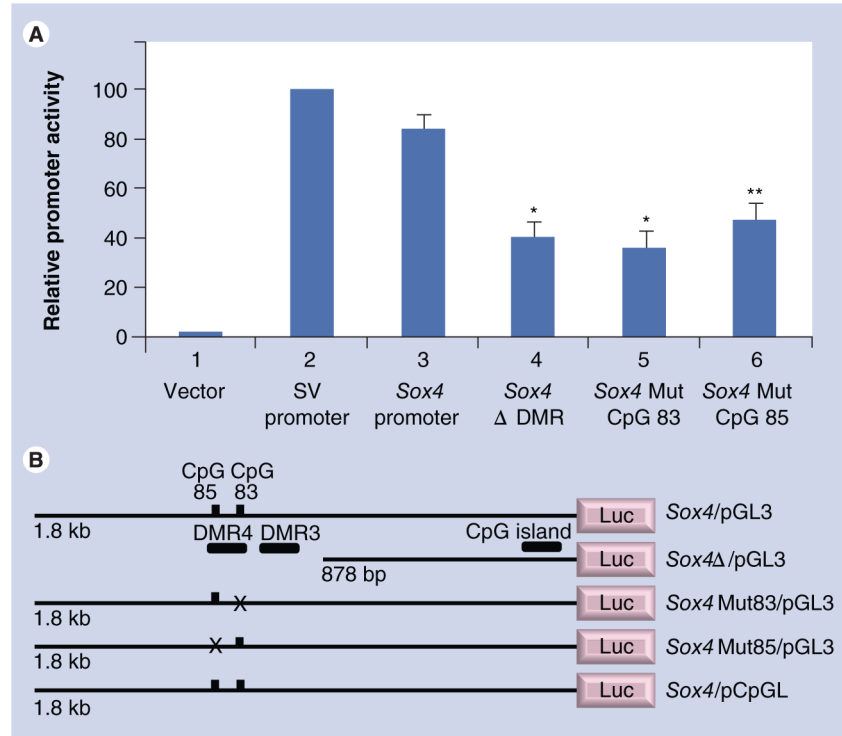 A
Relative promoter activity
100
80
60
40
20
0
*
*
**
1 2 3 4 5 6
Vector SV Sox4 Sox4 Sox4 Mut Sox4 Mut
promoter promoter Δ DMR CpG 83 CpG 85
B
CpG CpG
85 83
1.8 kb Luc Sox4/pGL3
DMR4 DMR3 CpG island
878 bp Luc Sox4Δ/pGL3
X
1.8 kb Luc Sox4 Mut83/pGL3
X
1.8 kb Luc Sox4 Mut85/pGL3
1.8 kb Luc Sox4/pCpGL